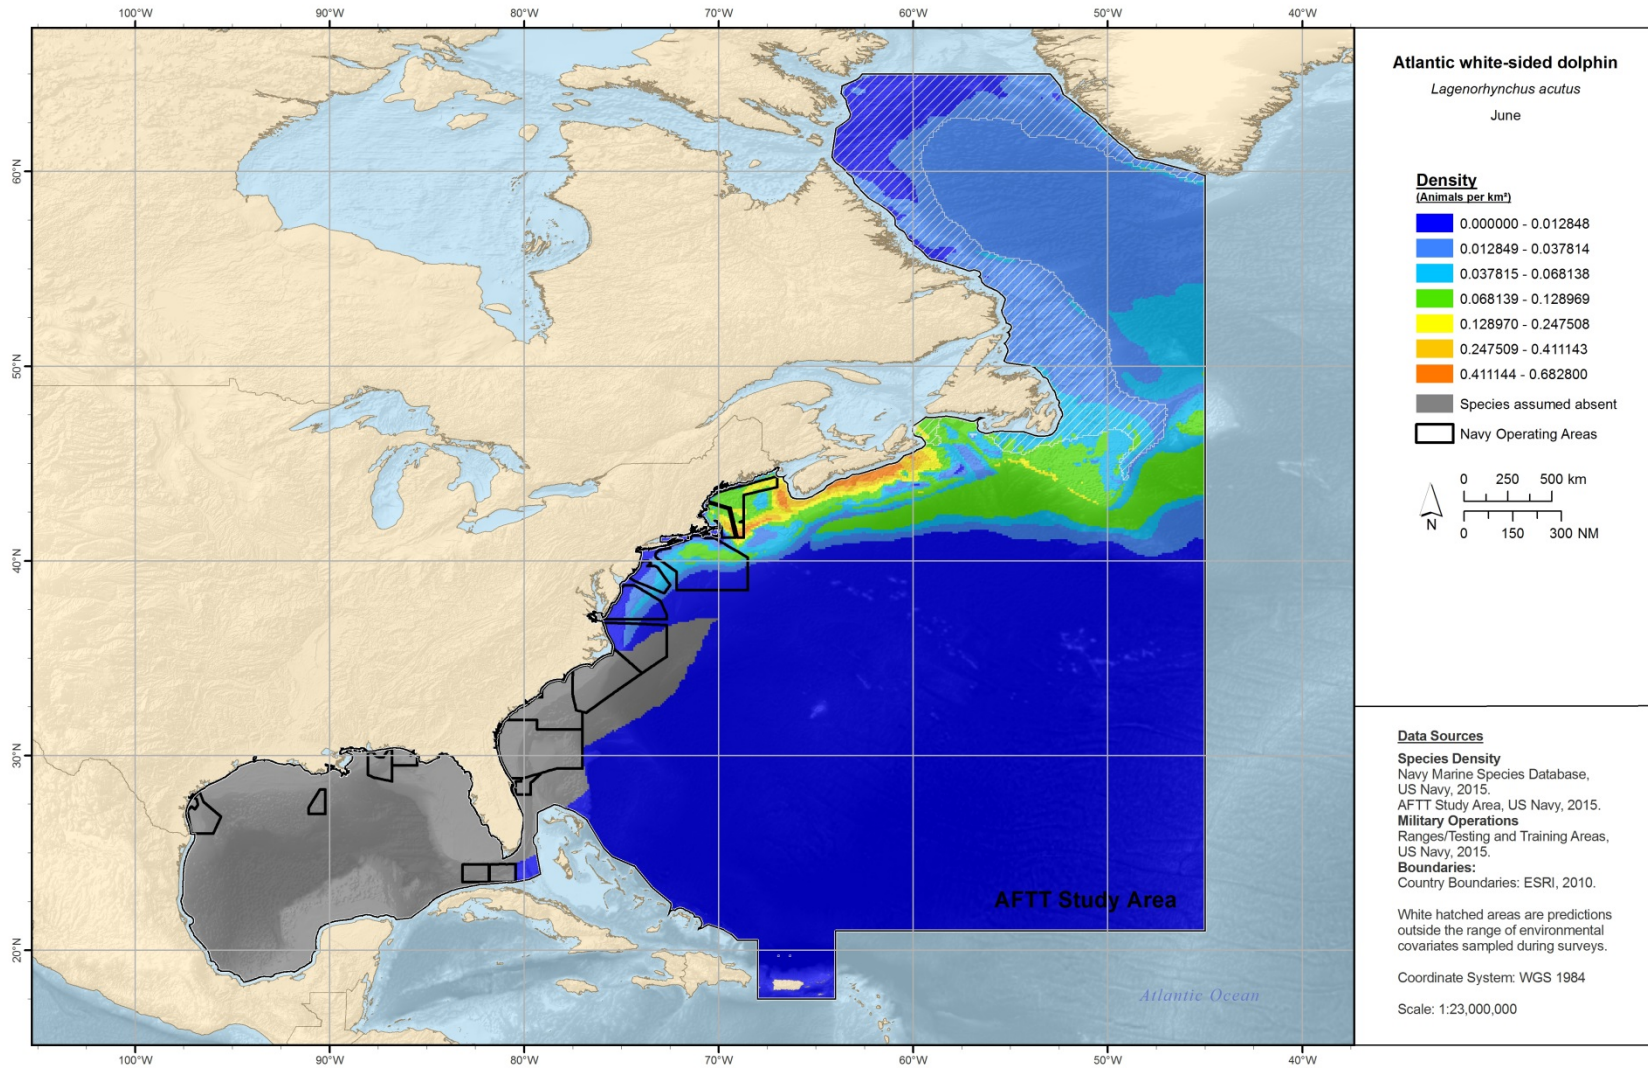 100°W 90°W 80°W 70°W 60°W 50°W 40°W
60°N
50°N
40°N
30°N
20°N
AFTT Study Area
Atlantic Ocean
100°W 90°W 80°W 70°W 60°W 50°W 40°W
Atlantic white-sided dolphin
Lagenorhynchus acutus
June
Density
(Animals per km²)
0.000000 - 0.012848
0.012849 - 0.037814
0.037815 - 0.068138
0.068139 - 0.128969
0.128970 - 0.247508
0.247509 - 0.411143
0.411144 - 0.682800
Species assumed absent
Navy Operating Areas
0 250 500 km
N
0 150 300 NM
Data Sources
Species Density
Navy Marine Species Database,
US Navy, 2015.
AFTT Study Area, US Navy, 2015.
Military Operations
Ranges/Testing and Training Areas,
US Navy, 2015.
Boundaries:
Country Boundaries: ESRI, 2010.
White hatched areas are predictions
outside the range of environmental
covariates sampled during surveys.
Coordinate System: WGS 1984
Scale: 1:23,000,000